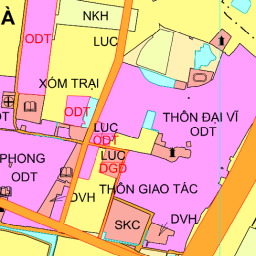 NKH
À
ODT
LUC
XÓM TRẠI
ODT
DT
LUC
THÔN ĐẠI VĨ
ODT
ODT
PHONG
LUC
ODT
DGD
DVH
THÔN GIAO TÁC
SKC
DVH